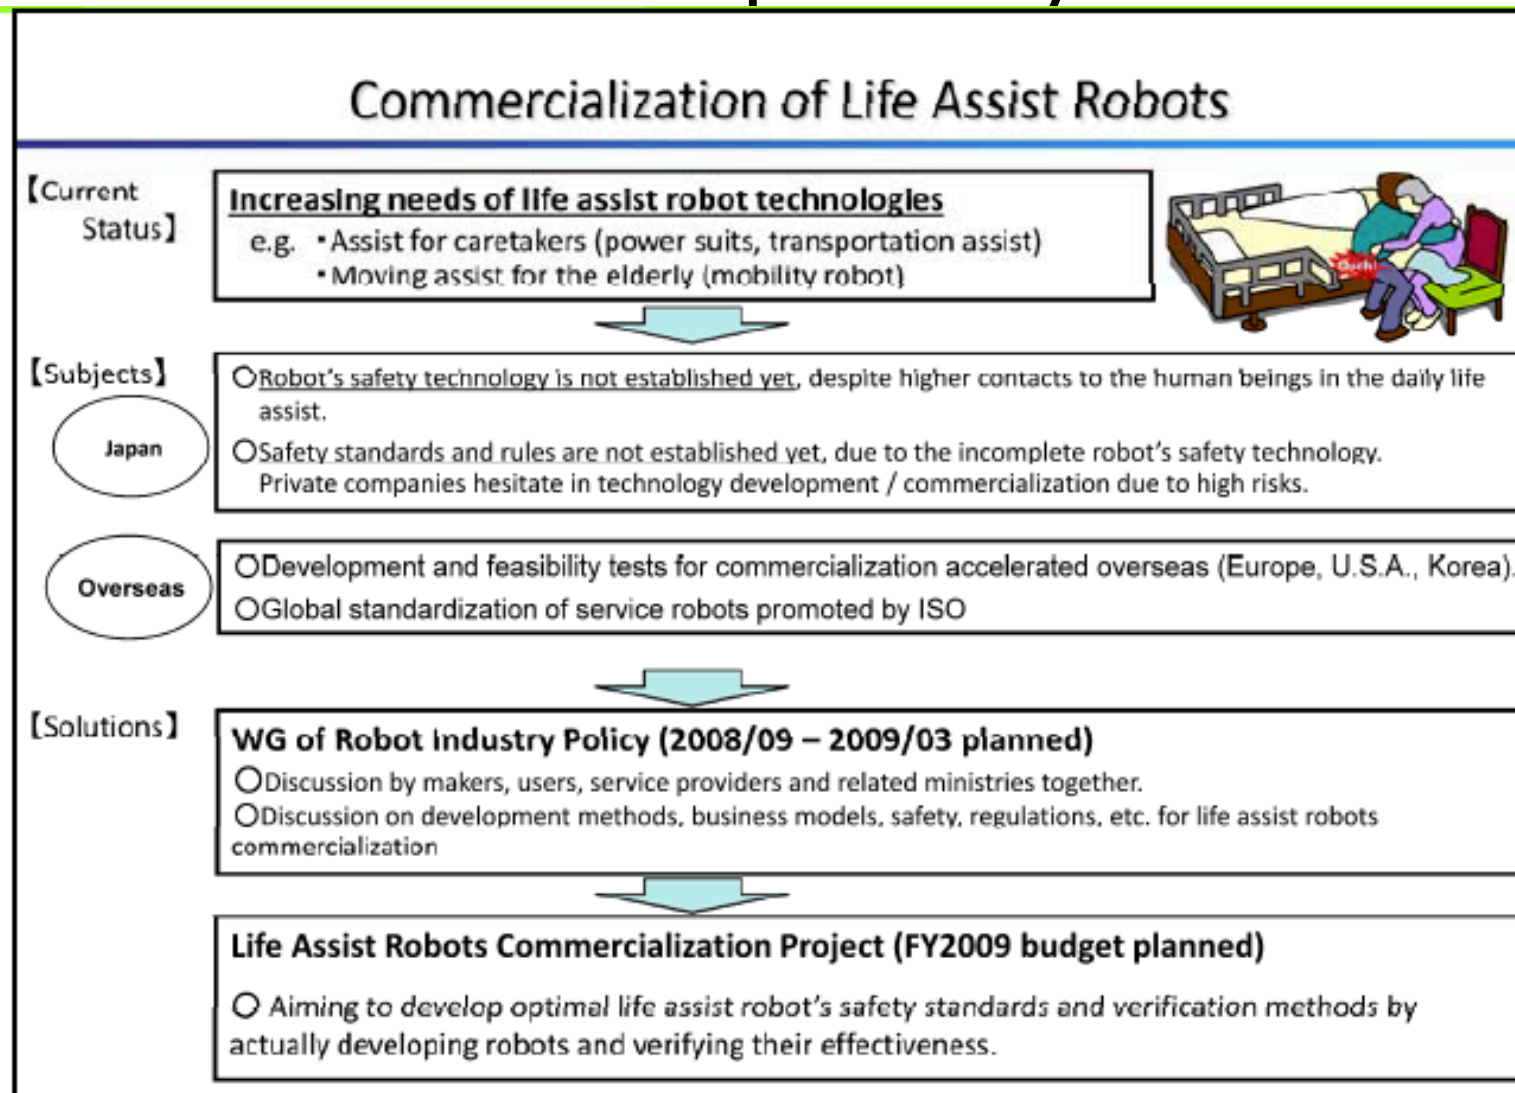 Commercialization of Life Assist Robots
【Current
Status】
Increasing needs of life assist robot technologies
e.g. ・Assist for caretakers (power suits, transportation assist)
・Moving assist for the elderly (mobility robot)
Ouch!
【Subjects】
Japan
○Robot's safety technology is not established yet, despite higher contacts to the human beings in the daily life
assist.
○Safety standards and rules are not established yet, due to the incomplete robot's safety technology.
Private companies hesitate in technology development / commercialization due to high risks.
Overseas
○Development and feasibility tests for commercialization accelerated overseas (Europe, U.S.A., Korea).
○Global standardization of service robots promoted by ISO
【Solutions】
WG of Robot Industry Policy (2008/09 – 2009/03 planned)
○Discussion by makers, users, service providers and related ministries together.
○Discussion on development methods, business models, safety, regulations, etc. for life assist robots
commercialization
Life Assist Robots Commercialization Project (FY2009 budget planned)
○ Aiming to develop optimal life assist robot's safety standards and verification methods by
actually developing robots and verifying their effectiveness.